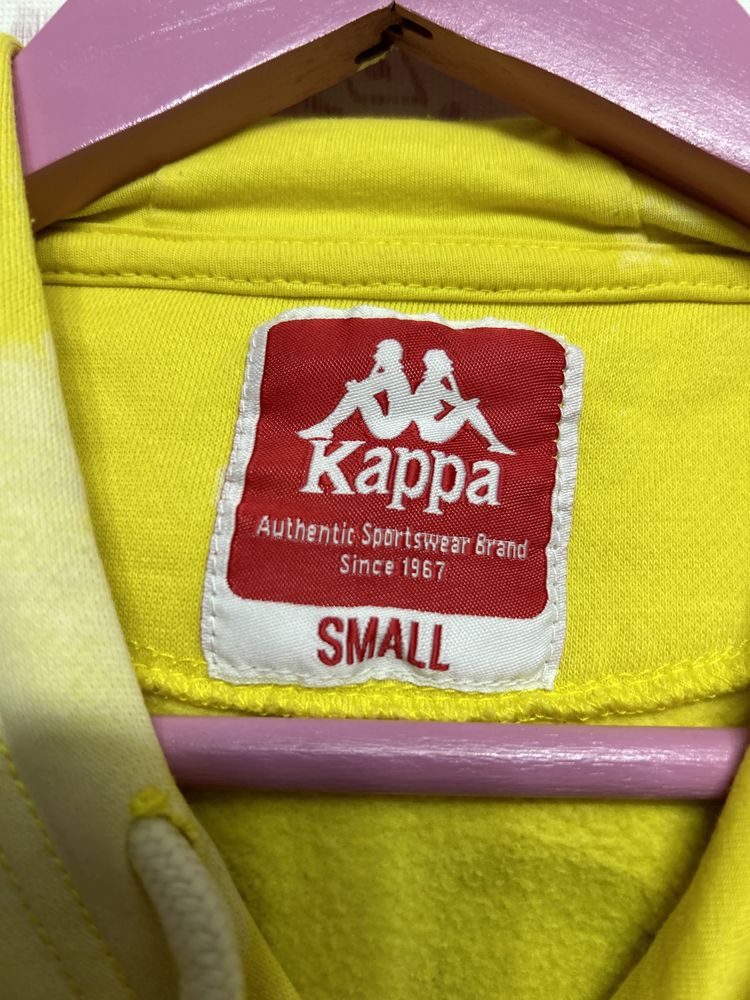 Kappa
Authentic Sportswear Brand
Since 1967
SMALL